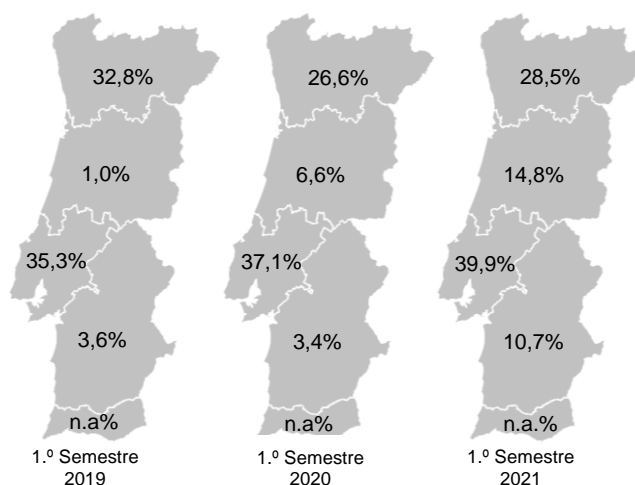 32,8%
26,6%
28,5%
1,0%
6,6%
14,8%
35,3%
37,1%
39,9%
3,6%
3,4%
10,7%
n.a%
n.a%
n.a.%
1.º Semestre
2019
1.º Semestre
2020
1.º Semestre
2021